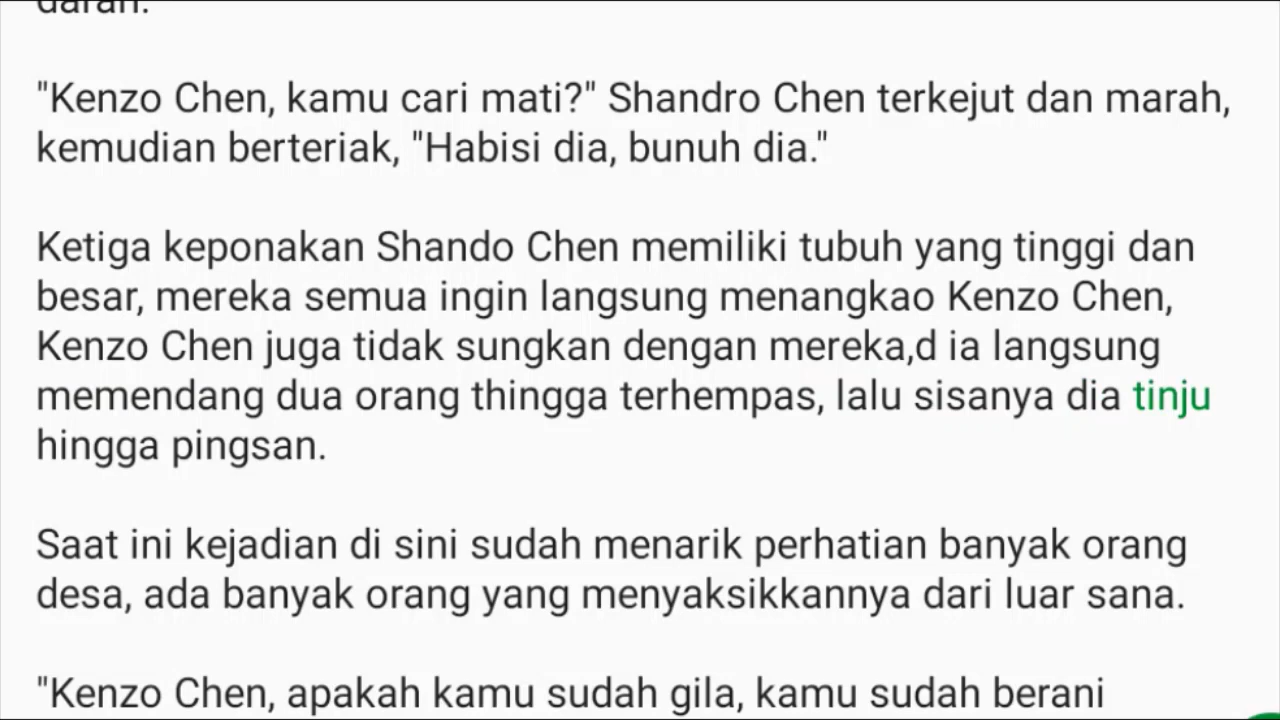 "Kenzo Chen, kamu cari mati?" Shandro Chen terkejut dan marah,
kemudian berteriak, "Habisi dia, bunuh dia."
Ketiga keponakan Shando Chen memiliki tubuh yang tinggi dan
besar, mereka semua ingin langsung menangkao Kenzo Chen,
Kenzo Chen juga tidak sungkan dengan mereka,d ia langsung
memendang dua orang thingga terhempas, lalu sisanya dia tinju
hingga pingsan.
Saat ini kejadian di sini sudah menarik perhatian banyak orang
desa, ada banyak orang yang menyaksikkannya dari luar sana.
"Kenzo Chen, apakah kamu sudah gila, kamu sudah berani